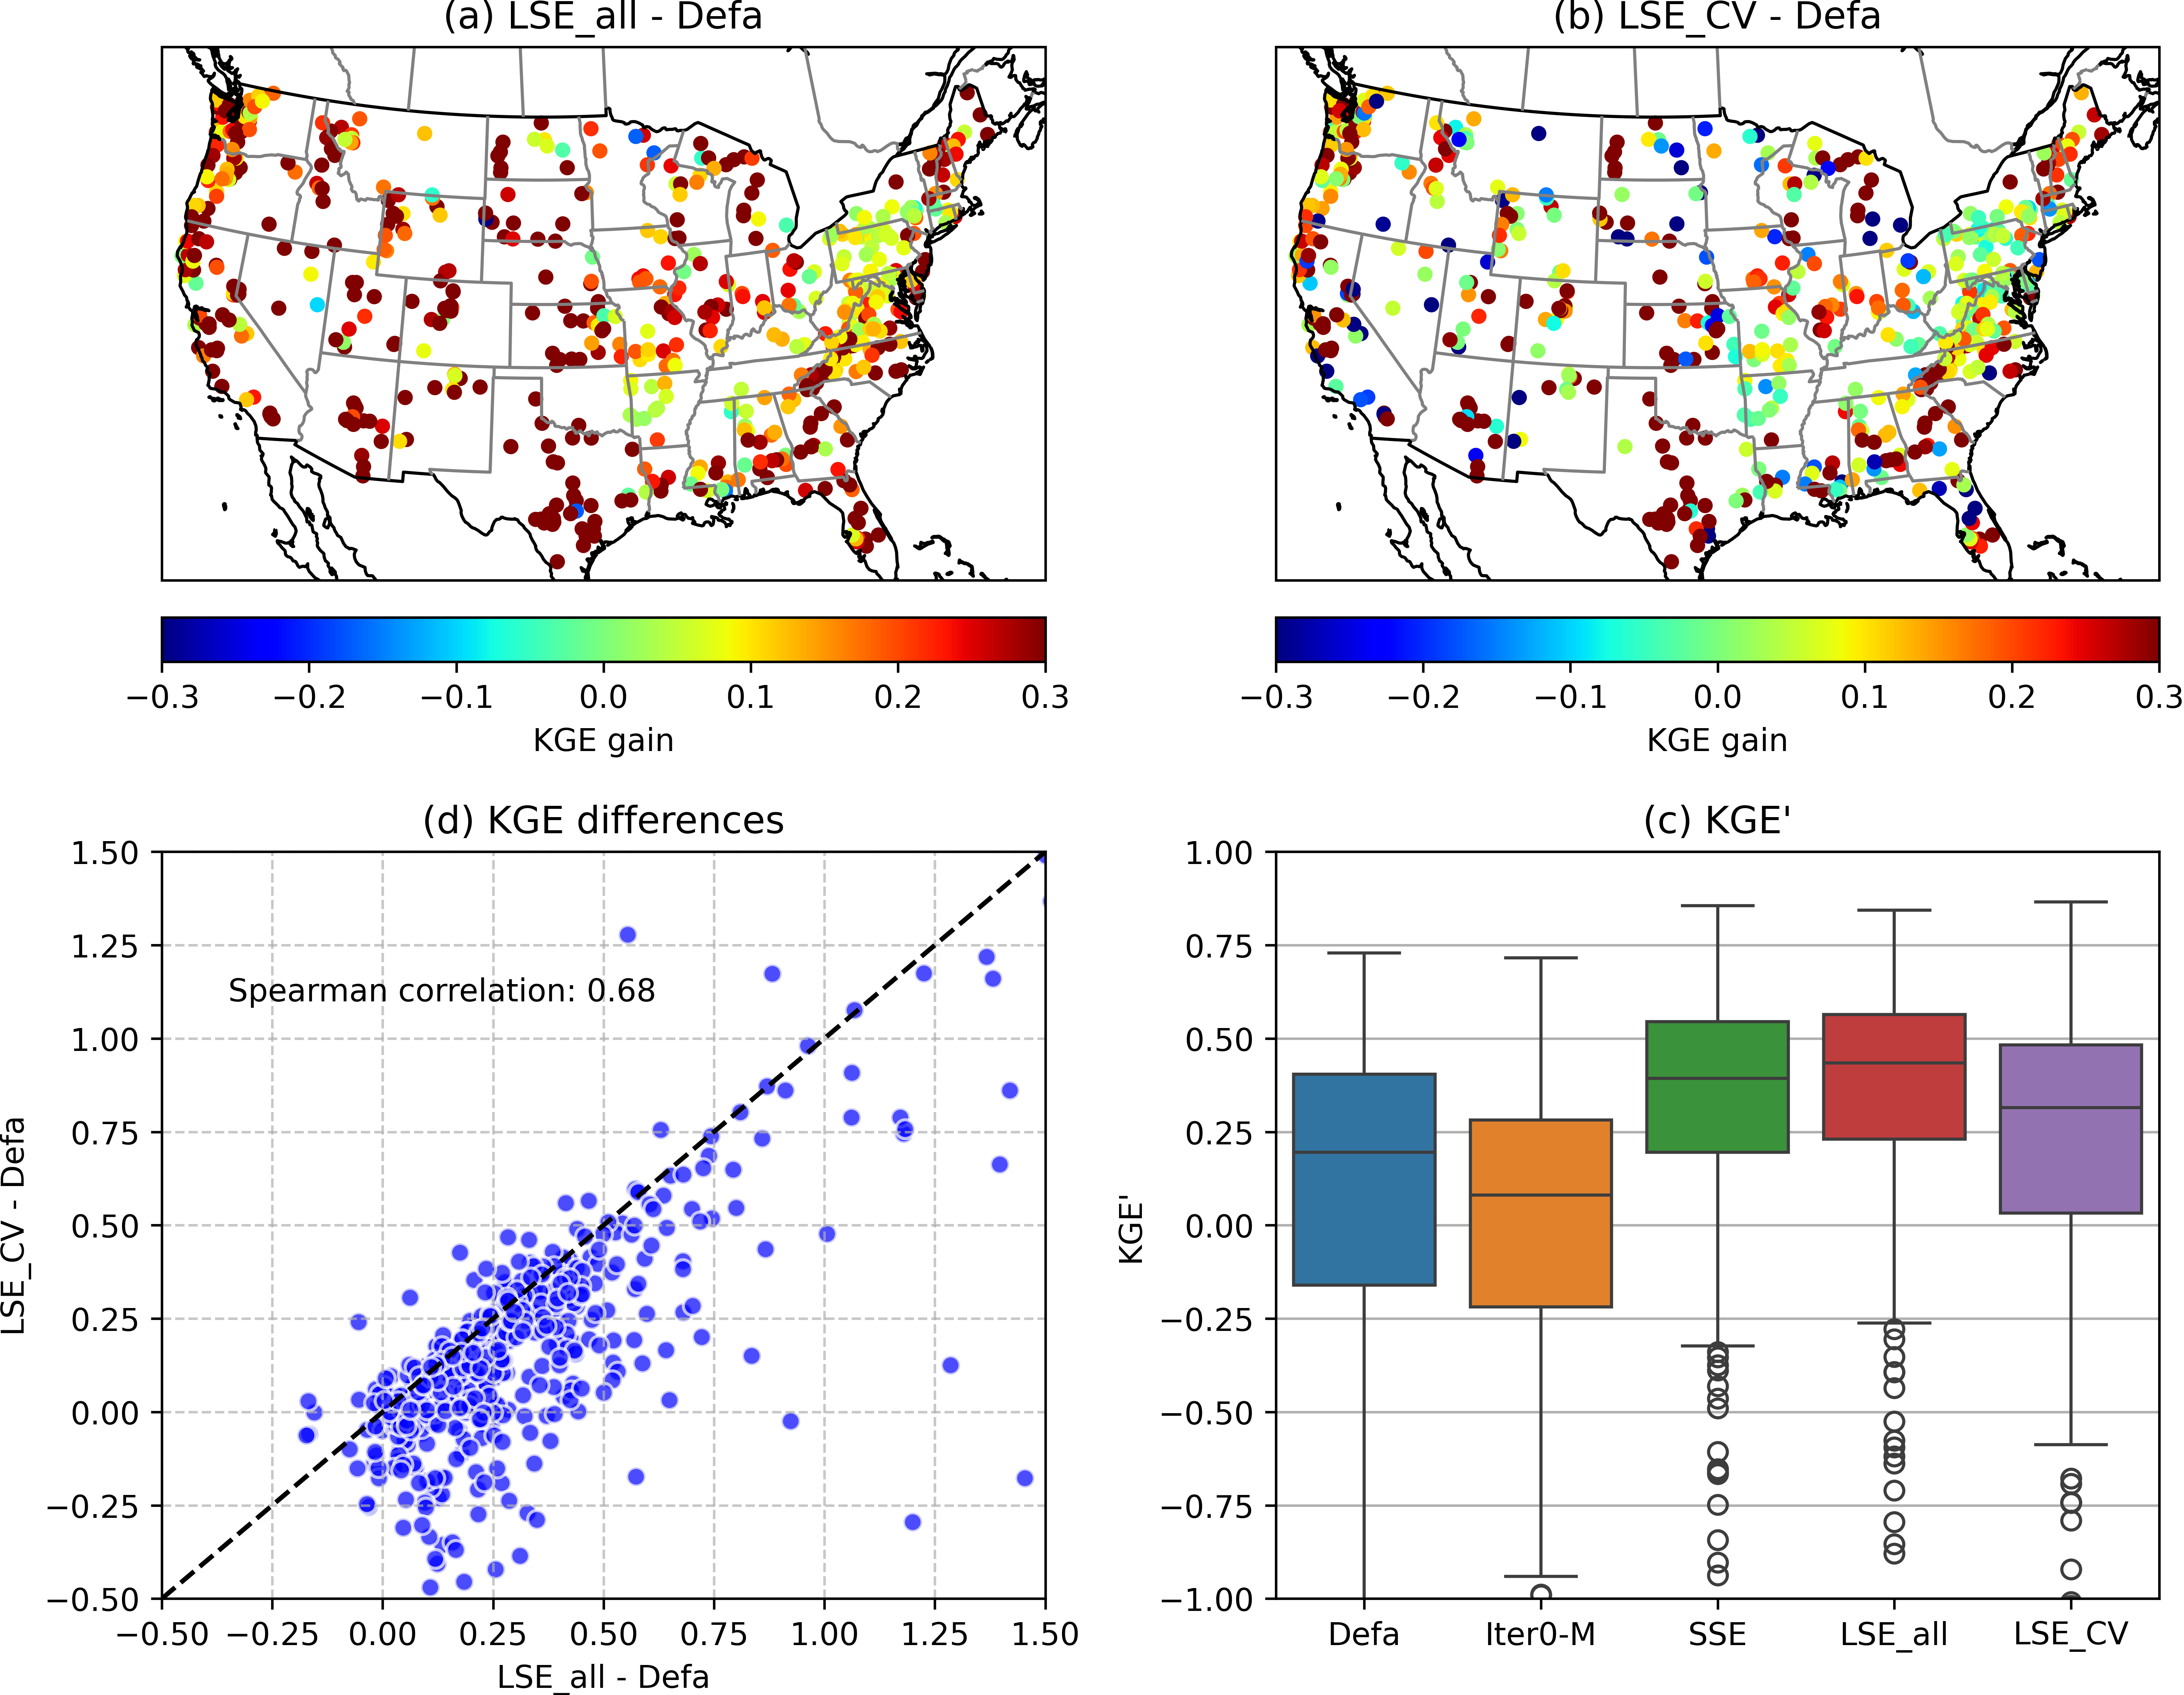 (a) LSE_all - Defa
(b) LSE_CV - Defa
−0.3 −0.2 −0.1 0.0 0.1 0.2 0.3
KGE gain
−0.3 −0.2 −0.1 0.0 0.1 0.2 0.3
KGE gain
(d) KGE differences
1.50
1.25
1.00
0.75
0.50
0.25
0.00
−0.25
−0.50
LSE_CV - Defa
Spearman correlation: 0.68
−0.50 −0.25 0.00 0.25 0.50 0.75 1.00 1.25 1.50
LSE_all - Defa
(c) KGE'
1.00
0.75
0.50
0.25
0.00
−0.25
−0.50
−0.75
−1.00
KGE'
Defa Iter0-M SSE LSE_all LSE_CV